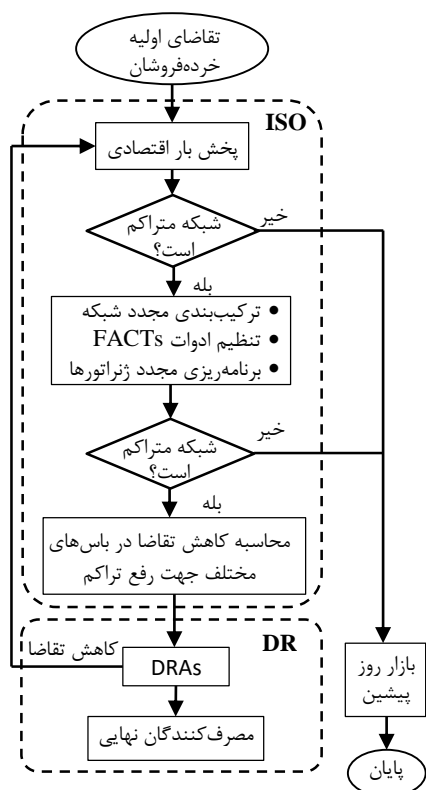 تقاضای اولیه
خرده‌فروشان
ISO
پخش بار اقتصادی
شبکه متراکم
است؟
خیر
بله
• ترکیب‌بندی مجدد شبکه
• تنظیم ادوات FACTs
• برنامه‌ریزی مجدد ژنراتورها
شبکه متراکم
است؟
خیر
بله
محاسبه کاهش تقاضا در باس‌های
مختلف جهت رفع تراکم
DR
کاهش تقاضا
DRAs
مصرف‌کنندگان نهایی
بازار روز
پیشین
پایان